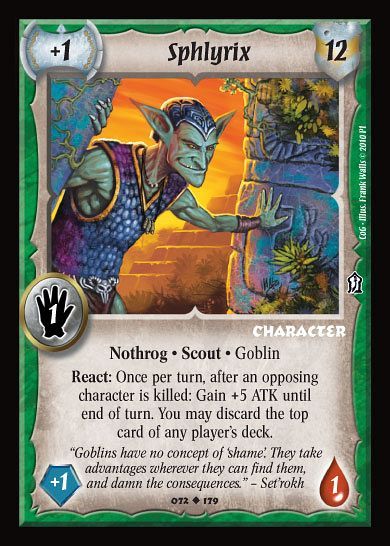 +1
Sphlyrix
12
CoG • Illus. Frank Walls © 2010 PI
1
CHARACTER
Nothrog • Scout • Goblin
React: Once per turn, after an opposing
character is killed: Gain +5 ATK until
end of turn. You may discard the top
card of any player's deck.
“Goblins have no concept of ‘shame’. They take
advantages wherever they can find them,
and damn the consequences.” – Set’rokh
+1
072 ◆ 179
1